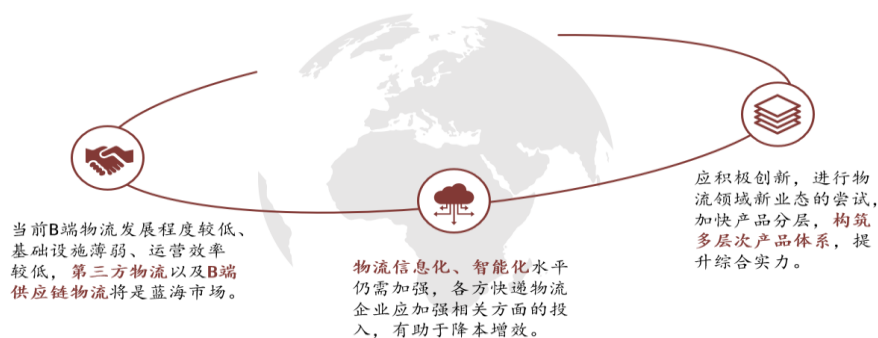 当前B端物流发展程度较低、
基础设施薄弱、运营效率
较低，第三方物流以及B端
供应链物流将是蓝海市场。
物流信息化、智能化水平
仍需加强，各方快递物流
企业应加强相关方面的投
入，有助于降本增效。
应积极创新，进行物
流领域新业态的尝试，
加快产品分层，构筑
多层次产品体系，提
升综合实力。